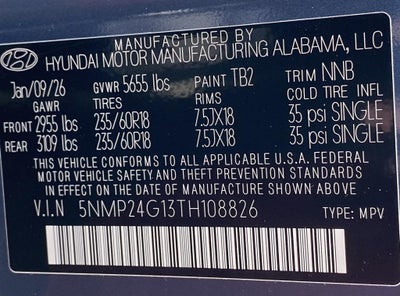 MANUFACTURED BY
HYUNDAI MOTOR MANUFACTURING ALABAMA, LLC
Jan/09/26 GVWR 5655 lbs PAINT TB2 TRIM NNB
GAWR TIRES RIMS COLD TIRE INFL
FRONT 2955 lbs 235/60R18 7.5JX18 35 psi SINGLE
REAR 3109 lbs 235/60R18 7.5JX18 35 psi SINGLE
THIS VEHICLE CONFORMS TO ALL APPLICABLE U.S.A. FEDERAL
MOTOR VEHICLE SAFETY AND THEFT PREVENTION STANDARDS
IN EFFECT ON THE DATE OF MANUFACTURE SHOWN ABOVE.
V.I.N 5NMP24G13TH108826 TYPE: MPV